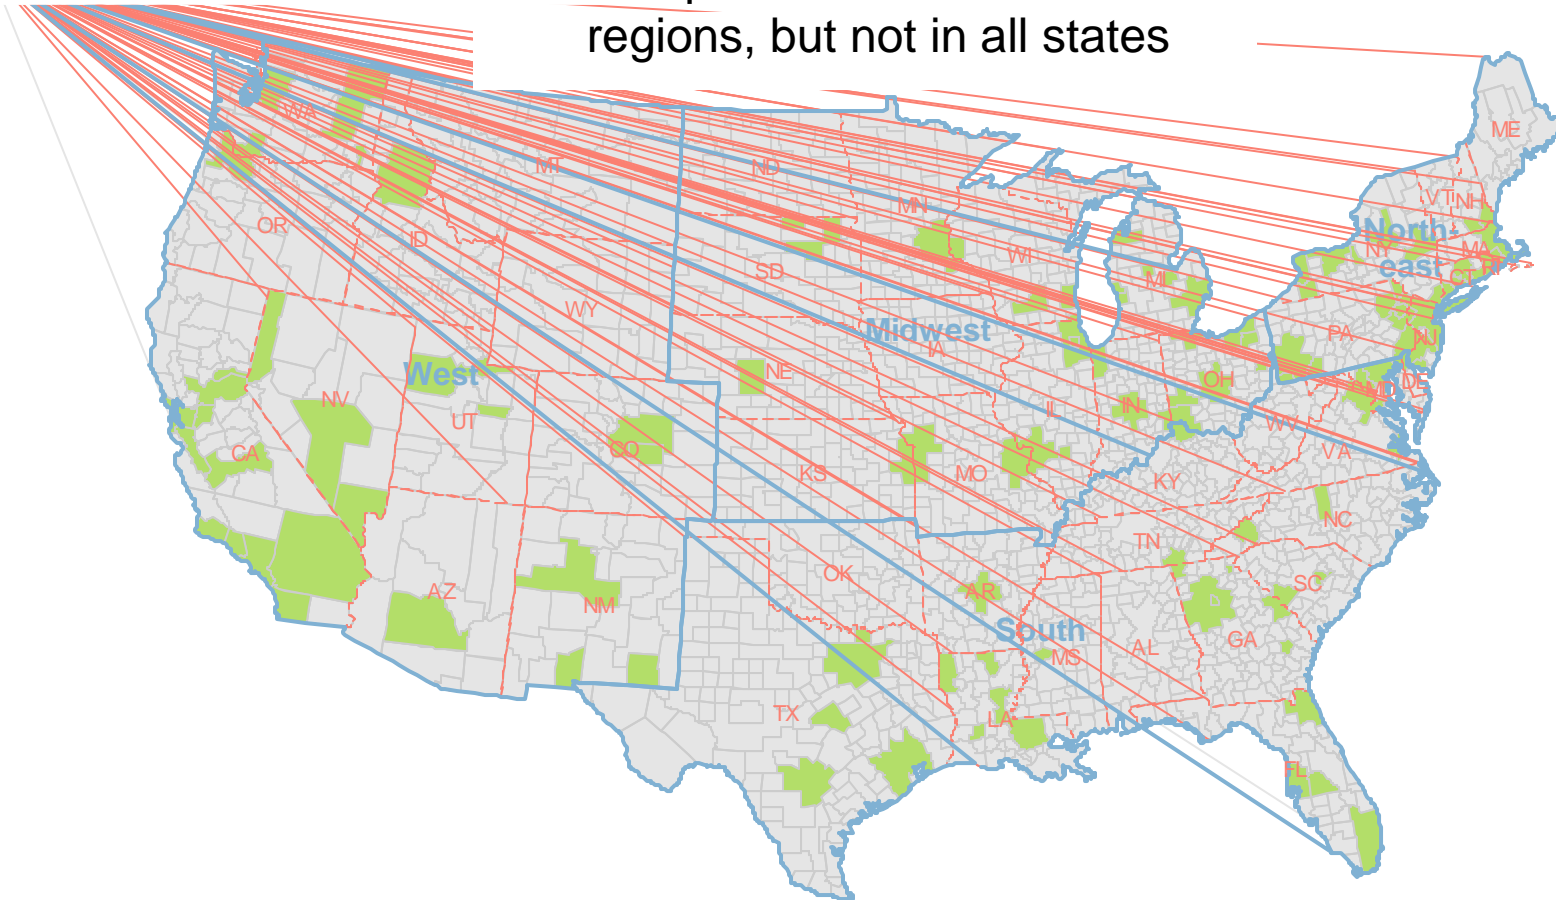 regions, but not in all states
WA
MT
ND
MN
ME
VT
NH
OR
ID
SD
WI
MI
NY
MA
RI
CT
North-
east
WY
Midwest
IA
PA
NJ
West
NE
OH
MD
DE
NV
UT
CO
IL
IN
WV
VA
CA
KS
MO
KY
NC
TN
AZ
NM
OK
AR
SC
South
MS
AL
GA
TX
LA
FL